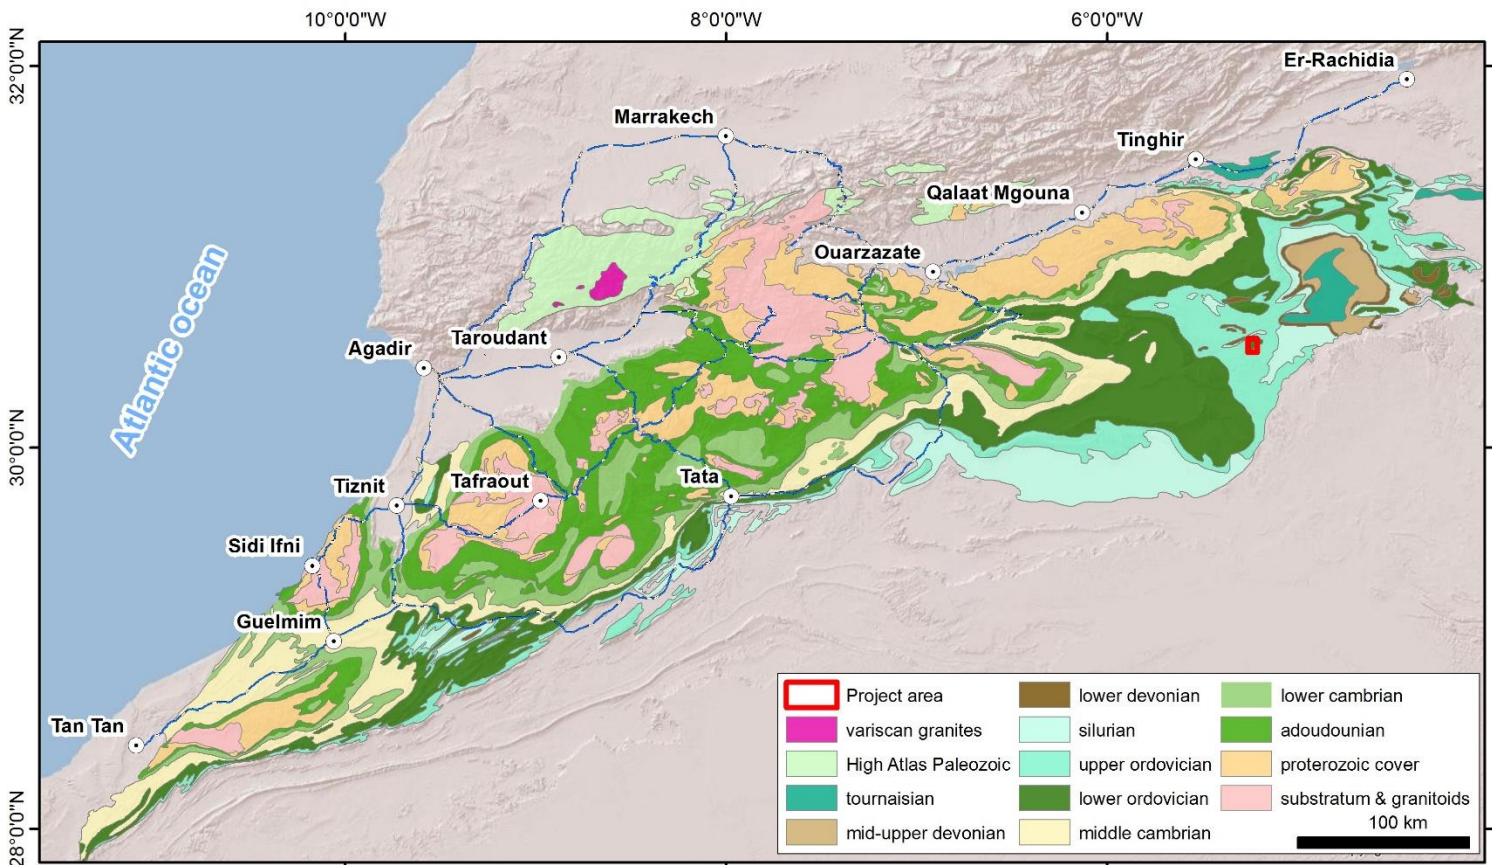 10°0'0"W
8°0'0"W
6°0'0"W
32°0'0"N
30°0'0"N
28°0'0"N
Er-Rachidia
Marrakech
Tinghir
Qalaat Mgouna
Ouarzazate
Atlantic ocean
Taroudant
Agadir
Tiznit
Tafraout
Tata
Sidi Ifni
Guelmim
Tan Tan
Project area
variscan granites
High Atlas Paleozoic
tournaisian
mid-upper devonian
lower devonian
silurian
upper ordovician
lower ordovician
middle cambrian
lower cambrian
adoudounian
proterozoic cover
substratum & granitoids
100 km